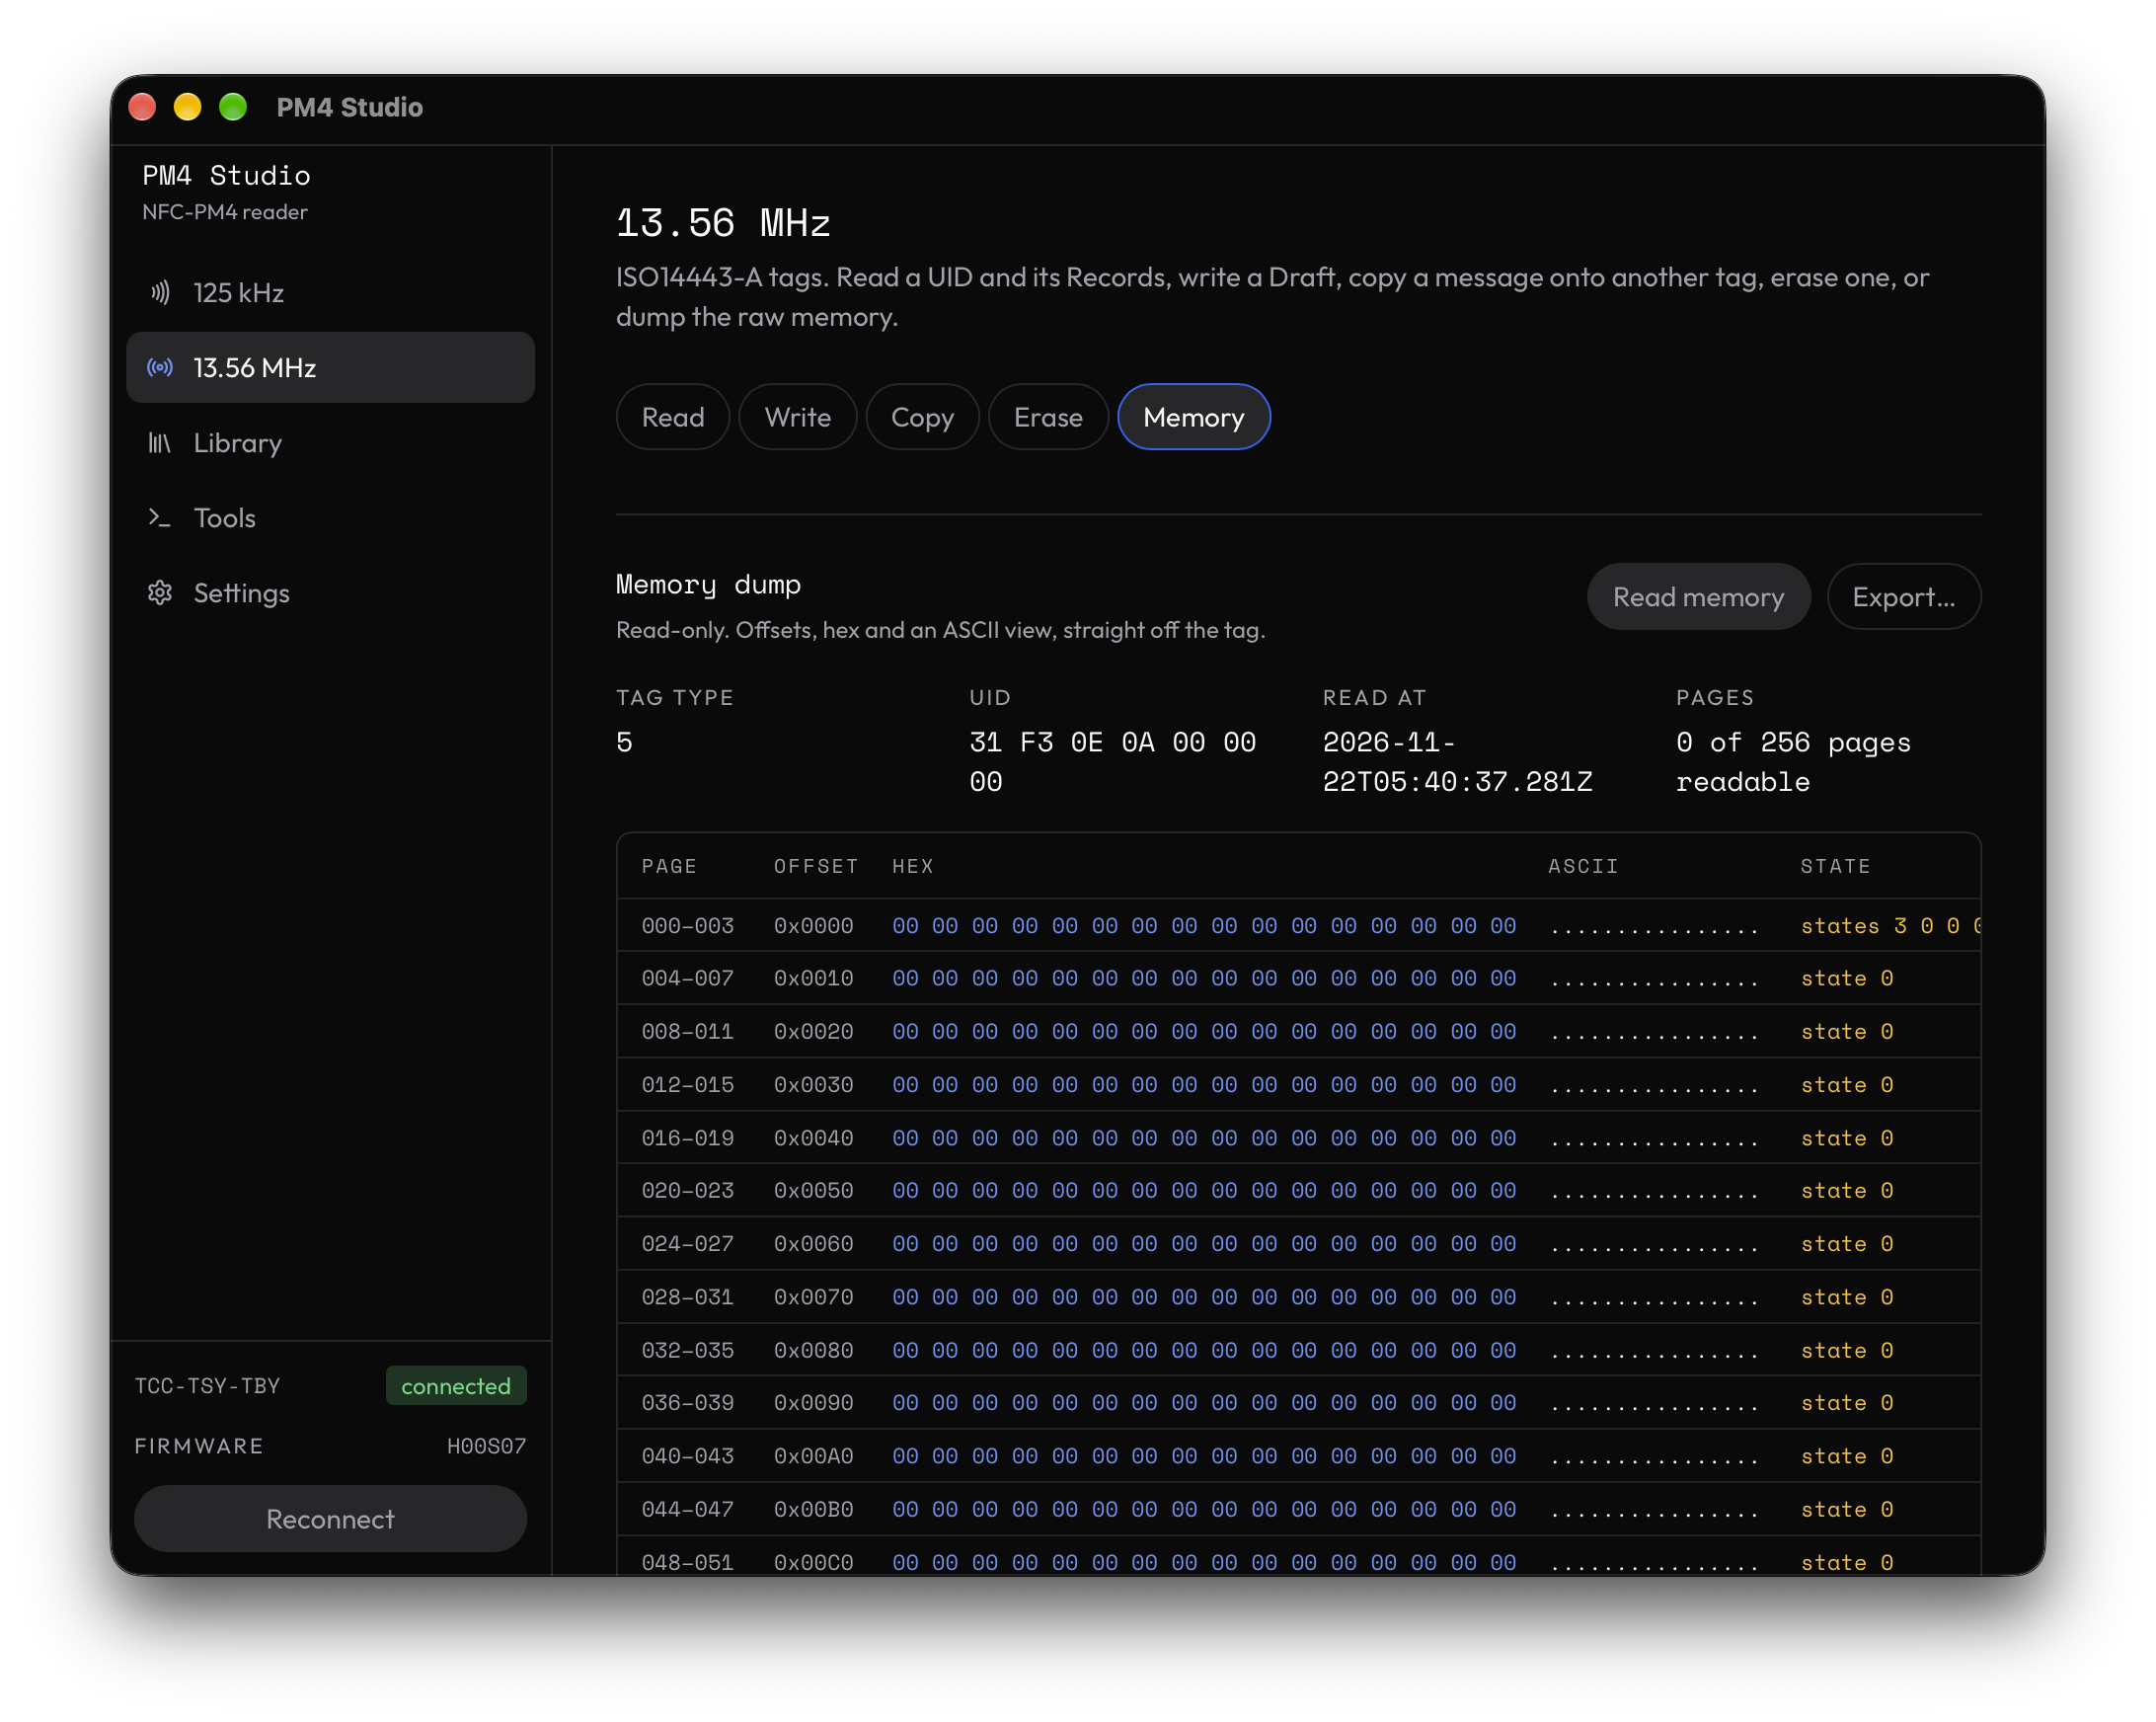 PM4 Studio
PM4 Studio
NFC-PM4 reader
125 kHz
13.56 MHz
Library
Tools
Settings
TCC-TSY-TBY connected
FIRMWARE H00S07
Reconnect
13.56 MHz
ISO14443-A tags. Read a UID and its Records, write a Draft, copy a message onto another tag, erase one, or
dump the raw memory.
Read Write Copy Erase Memory
Memory dump
Read-only. Offsets, hex and an ASCII view, straight off the tag.
Read memory Export...
TAG TYPE UID READ AT PAGES
5 31 F3 0E 0A 00 00 2026-11- 0 of 256 pages
00 22T05:40:37.281Z readable
PAGE OFFSET HEX ASCII STATE
000–003 0x0000 00 00 00 00 00 00 00 00 00 00 00 00 00 00 00 00 ................ states 3 0 0 0
004–007 0x0010 00 00 00 00 00 00 00 00 00 00 00 00 00 00 00 00 ................ state 0
008–011 0x0020 00 00 00 00 00 00 00 00 00 00 00 00 00 00 00 00 ................ state 0
012–015 0x0030 00 00 00 00 00 00 00 00 00 00 00 00 00 00 00 00 ................ state 0
016–019 0x0040 00 00 00 00 00 00 00 00 00 00 00 00 00 00 00 00 ................ state 0
020–023 0x0050 00 00 00 00 00 00 00 00 00 00 00 00 00 00 00 00 ................ state 0
024–027 0x0060 00 00 00 00 00 00 00 00 00 00 00 00 00 00 00 00 ................ state 0
028–031 0x0070 00 00 00 00 00 00 00 00 00 00 00 00 00 00 00 00 ................ state 0
032–035 0x0080 00 00 00 00 00 00 00 00 00 00 00 00 00 00 00 00 ................ state 0
036–039 0x0090 00 00 00 00 00 00 00 00 00 00 00 00 00 00 00 00 ................ state 0
040–043 0x00A0 00 00 00 00 00 00 00 00 00 00 00 00 00 00 00 00 ................ state 0
044–047 0x00B0 00 00 00 00 00 00 00 00 00 00 00 00 00 00 00 00 ................ state 0
048–051 0x00C0 00 00 00 00 00 00 00 00 00 00 00 00 00 00 00 00 ................ state 0